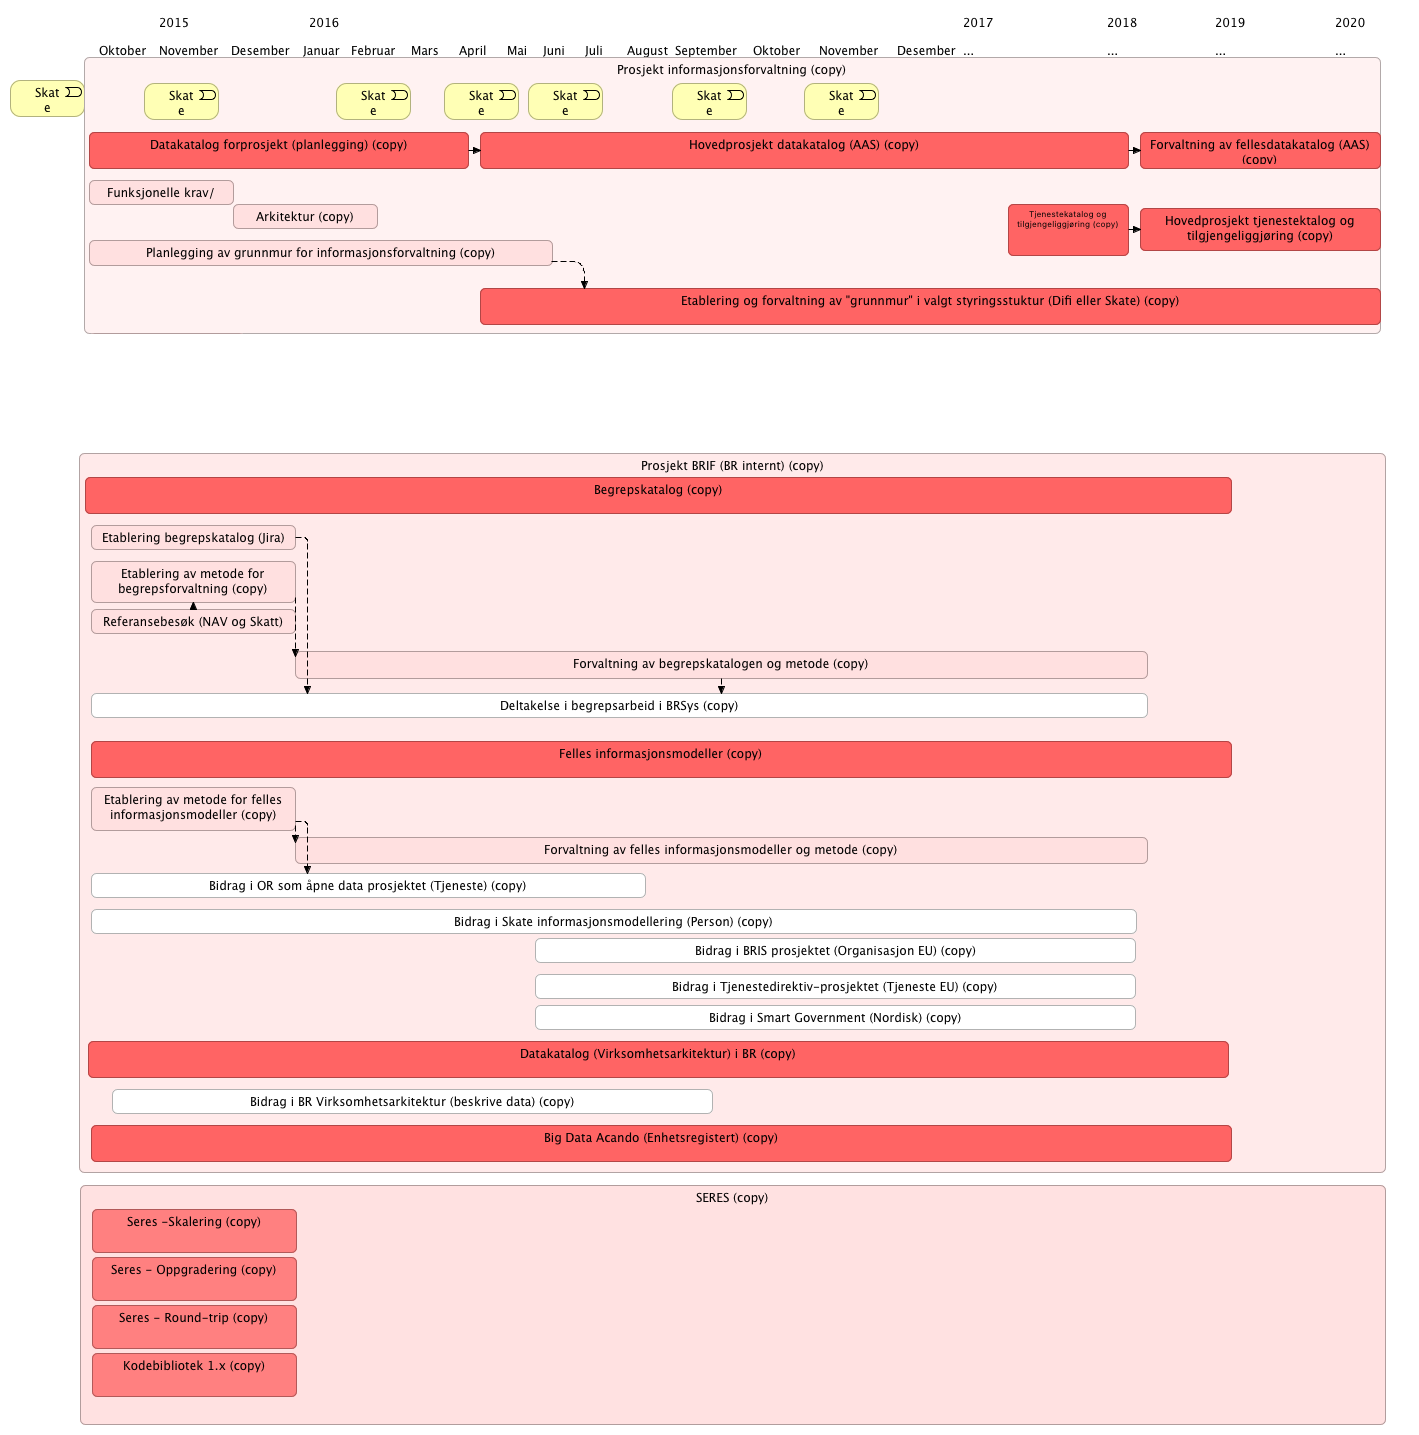 2015 2016 2017 2018 2019 2020
Oktober November Desember Januar Februar Mars April Mai Juni Juli August September Oktober November Desember ... ... ... ...
Prosjekt informasjonsforvaltning (copy)
Skat
e
Skat
e
Skat
e
Skat
e
Skat
e
Skat
e
Skat
e
Datakatalog forprosjekt (planlegging) (copy)
Hovedprosjekt datakatalog (AAS) (copy)
Forvaltning av fellesdatakatalog (AAS)
(copy)
Funksjonelle krav/
Arkitektur (copy)
Tjenestekatalog og
tilgjengeliggjøring (copy)
Hovedprosjekt tjenestektalog og
tilgjengeliggjøring (copy)
Planlegging av grunnmur for informasjonsforvaltning (copy)
Etablering og forvaltning av "grunnmur" i valgt styringsstuktur (Difi eller Skate) (copy)
Prosjekt BRIF (BR internt) (copy)
Begrepskatalog (copy)
Etablering begrepskatalog (Jira)
Etablering av metode for
begrepsforvaltning (copy)
Referansebesøk (NAV og Skatt)
Forvaltning av begrepskatalogen og metode (copy)
Deltakelse i begrepsarbeid i BRSys (copy)
Felles informasjonsmodeller (copy)
Etablering av metode for felles
informasjonsmodeller (copy)
Forvaltning av felles informasjonsmodeller og metode (copy)
Bidrag i OR som åpne data prosjektet (Tjeneste) (copy)
Bidrag i Skate informasjonsmodellering (Person) (copy)
Bidrag i BRIS prosjektet (Organisasjon EU) (copy)
Bidrag i Tjenestedirektiv-prosjektet (Tjeneste EU) (copy)
Bidrag i Smart Government (Nordisk) (copy)
Datakatalog (Virksomhetsarkitektur) i BR (copy)
Bidrag i BR Virksomhetsarkitektur (beskrive data) (copy)
Big Data Acando (Enhetsregistert) (copy)
SERES (copy)
Seres -Skalering (copy)
Seres - Oppgradering (copy)
Seres - Round-trip (copy)
Kodebibliotek 1.x (copy)